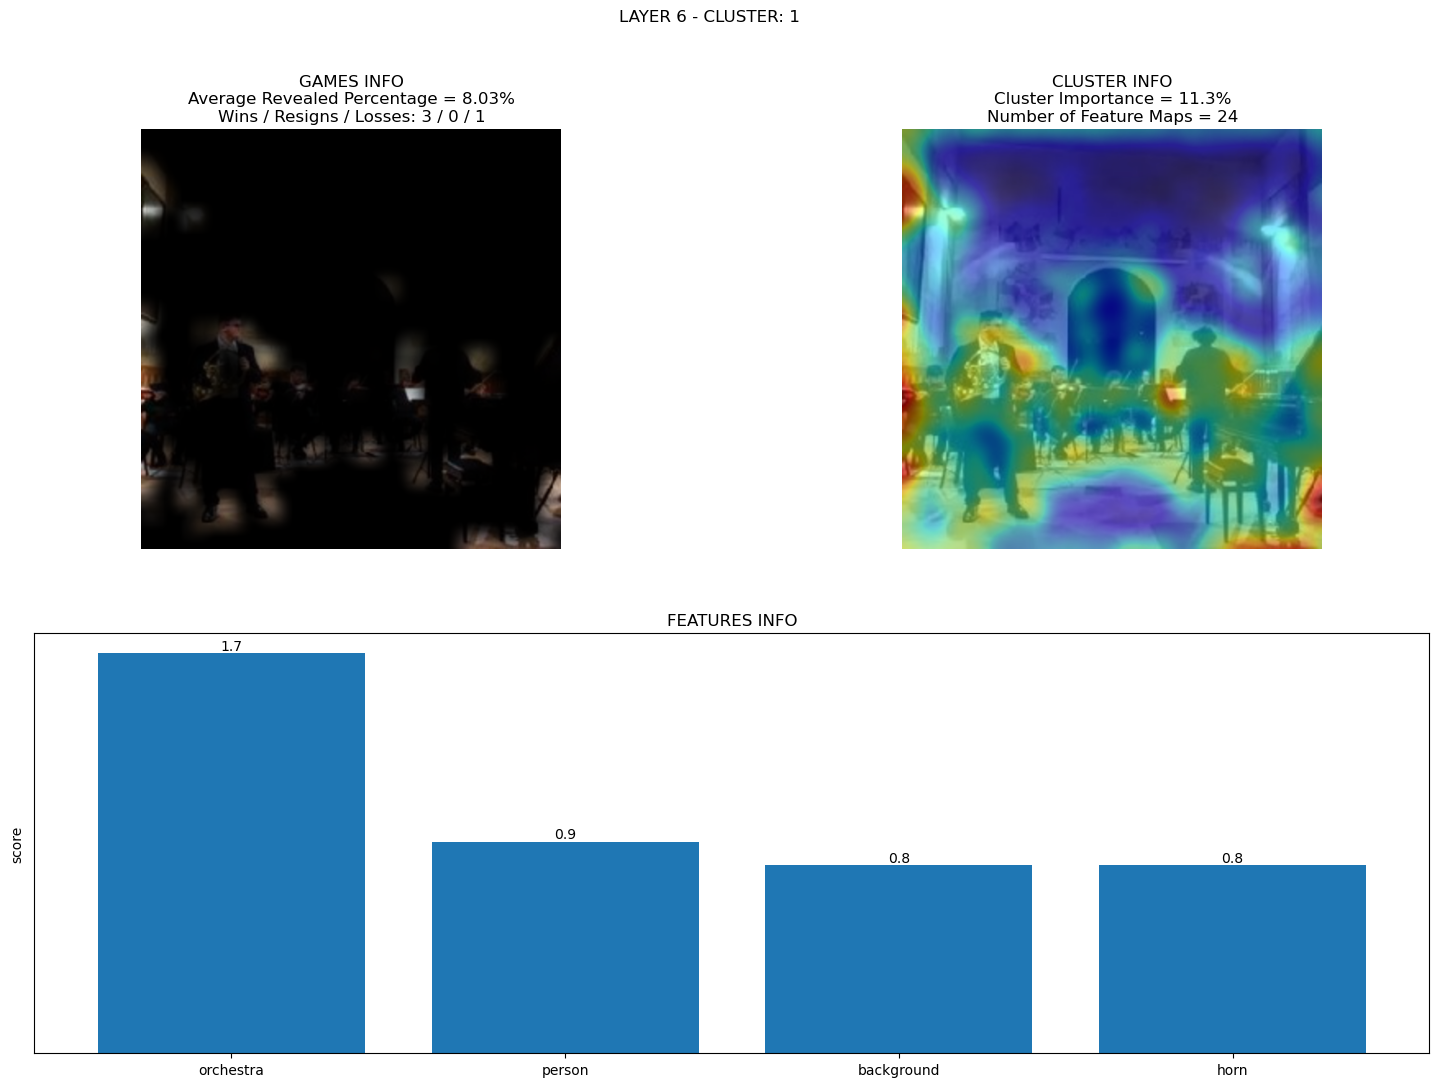 LAYER 6 - CLUSTER: 1
GAMES INFO
Average Revealed Percentage = 8.03%
Wins / Resigns / Losses: 3 / 0 / 1
CLUSTER INFO
Cluster Importance = 11.3%
Number of Feature Maps = 24
FEATURES INFO
score
1.7
0.9
0.8
0.8
orchestra
person
background
horn